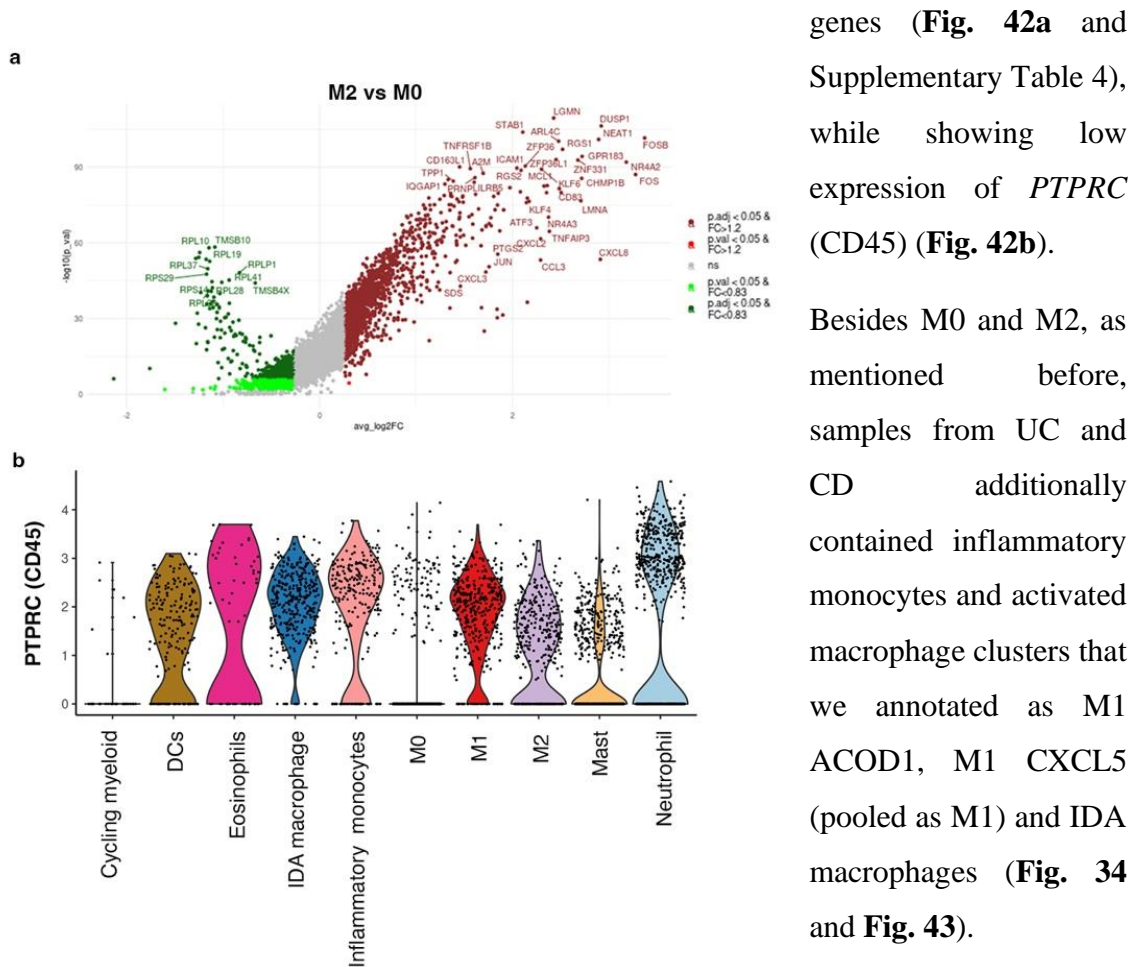 genes (Fig. 42a and
Supplementary Table 4),
while showing low
expression of PTPRC
(CD45) (Fig. 42b).
Besides M0 and M2, as
mentioned before,
samples from UC and
CD additionally
contained inflammatory
monocytes and activated
macrophage clusters that
we annotated as M1
ACOD1, M1 CXCL5
(pooled as M1) and IDA
macrophages (Fig. 34
and Fig. 43).
a
M2 vs M0
-log10(p_val)
90
60
30
0
-2
0
2
avg_log2FC
LGMN
STAB1
DUSP1
ARL4C
NEAT1
FOSB
TNFRSF1B
ZFP36
RGS1
CD163L1
A2M
ICAM1
ZFP36L1
GPR183
ZNF331
NR4A2
TPP1
RGS2
MCL1
FOS
IQGAP1
PRNP
LILRB5
KLF6
CHMP1B
CD83
KLF4
LMNA
ATF3
NR4A3
TNFAIP3
PTGS2
CXCL2
CXCL8
JUN
CCL3
CXCL3
SDS
RPL10
TMSB10
RPL19
RPL37
RPLP1
RPS29
RPL41
RPS14
RPL28
TMSB4X
p.adj < 0.05 &
FC>1.2
p.val < 0.05 &
FC>1.2
ns
p.val < 0.05 &
FC<0.83
p.adj < 0.05 &
FC<0.83
b
PTPRC (CD45)
4
3
2
1
0
Cycling myeloid
DCs
Eosinophils
IDA macrophage
Inflammatory monocytes
M0
M1
M2
Mast
Neutrophil